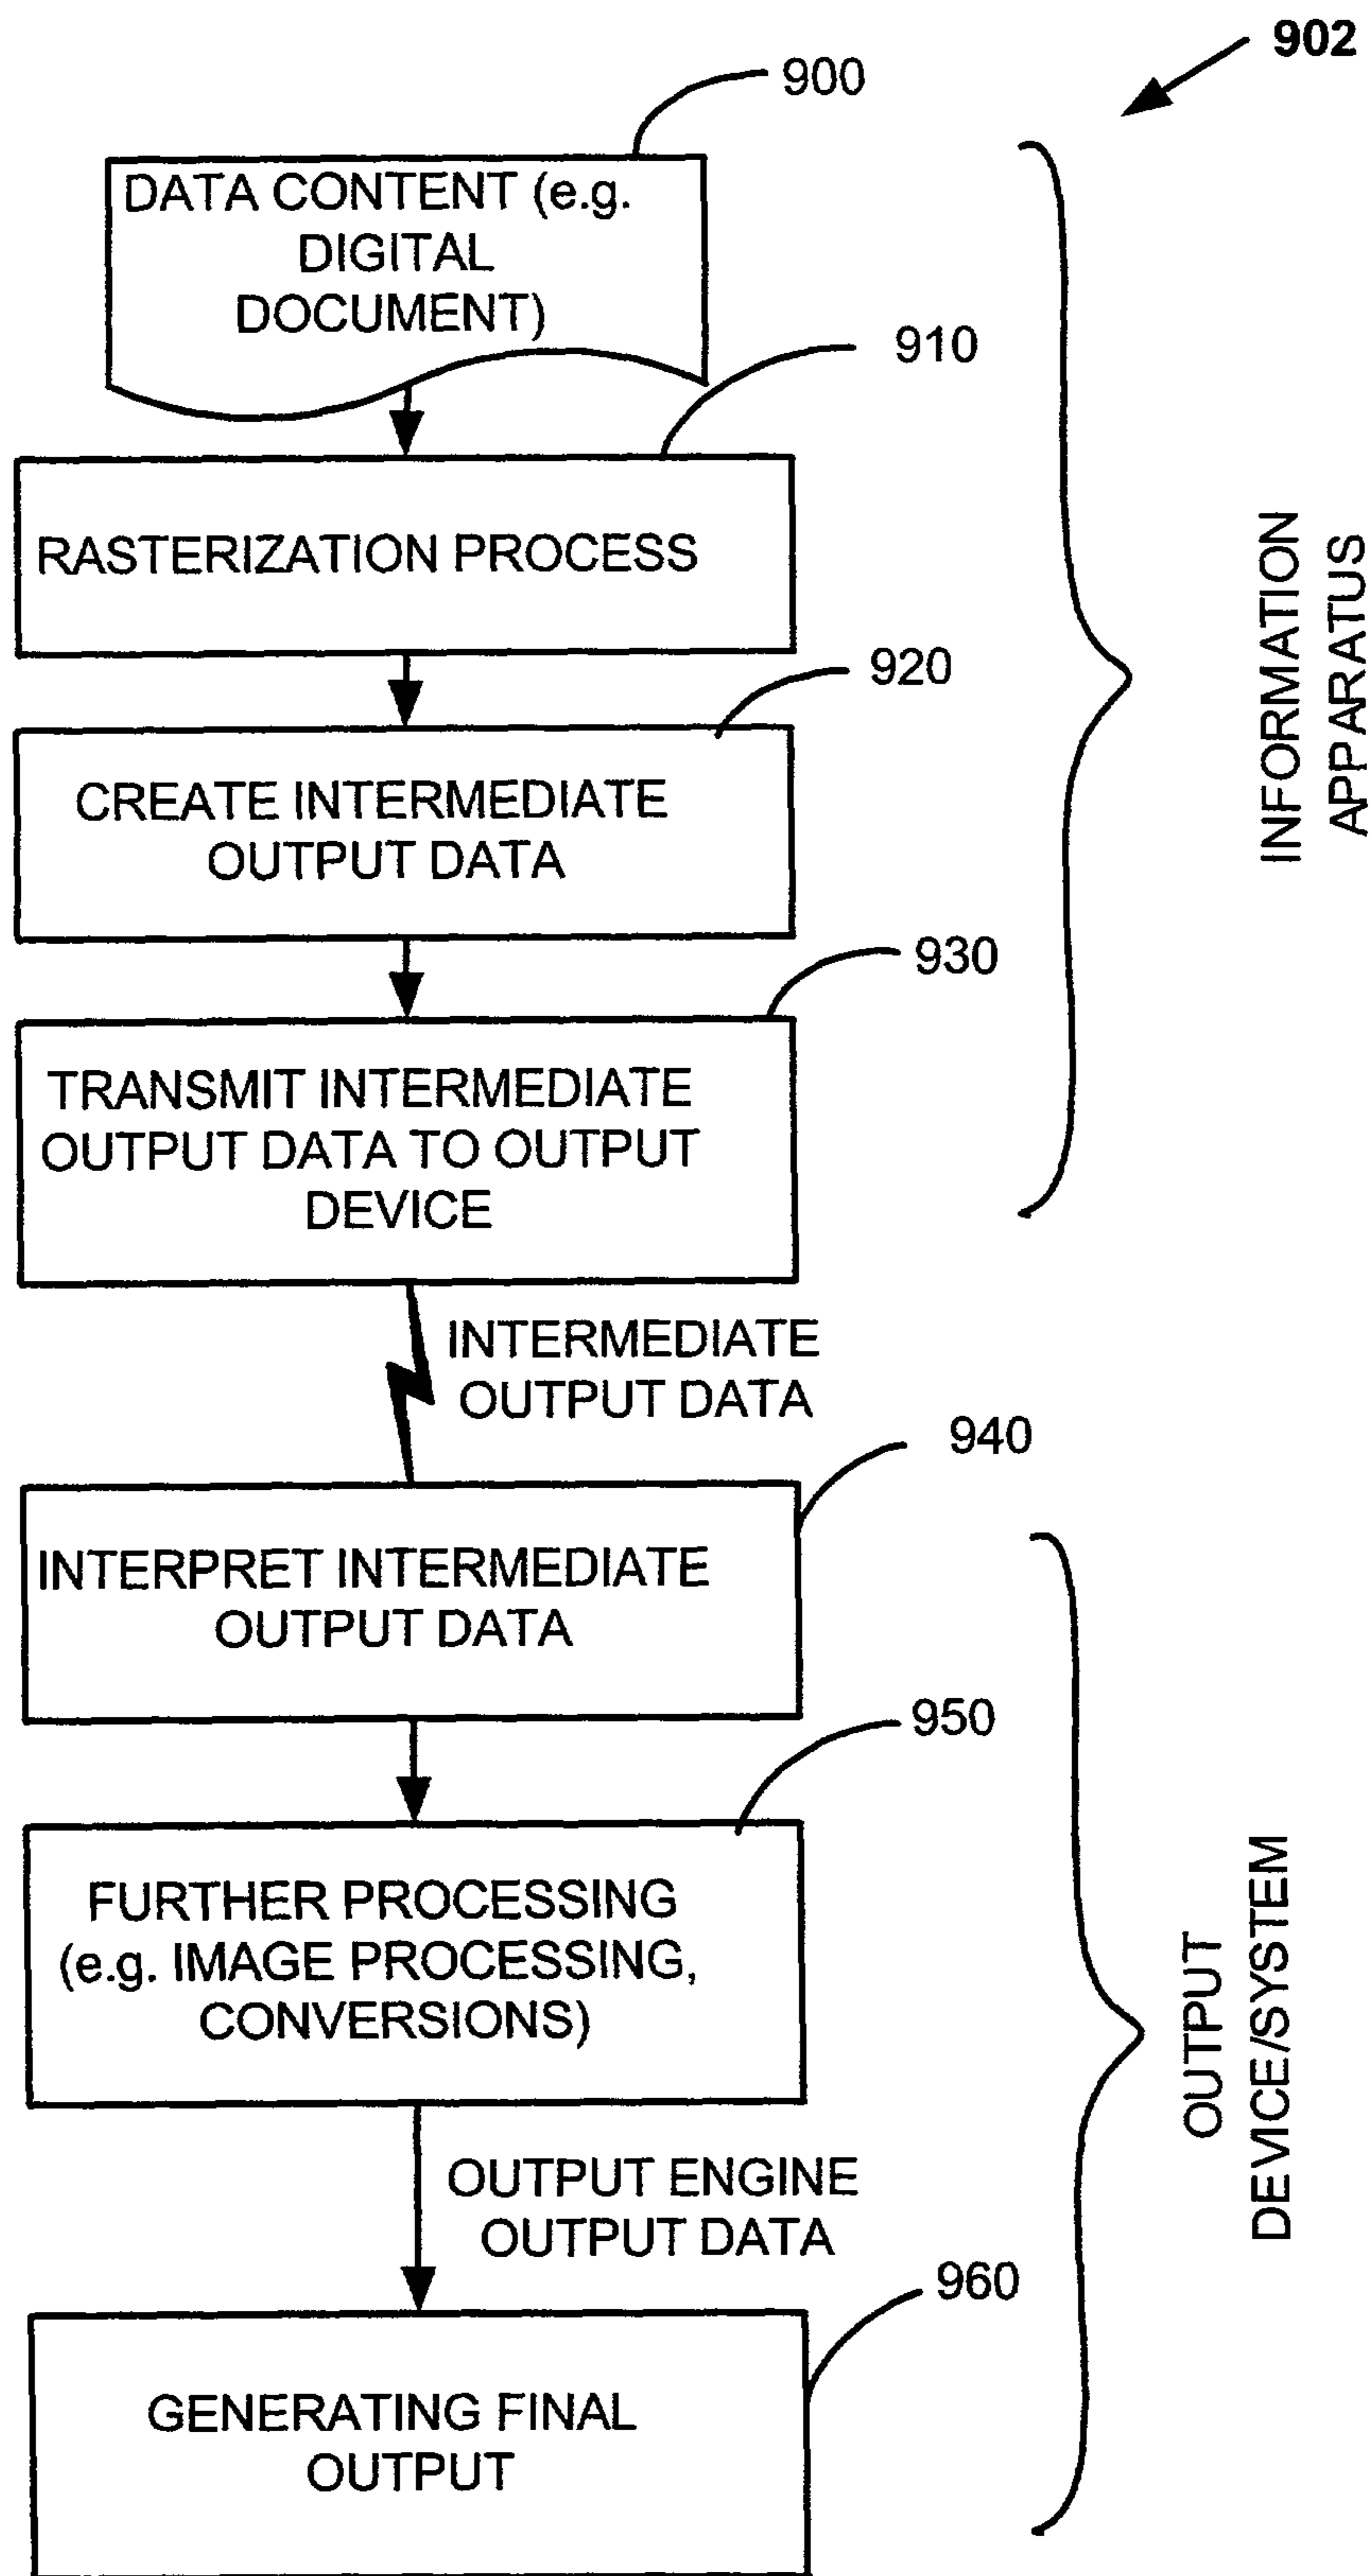 902
900
DATA CONTENT (e.g.
DIGITAL
DOCUMENT)
910
RASTERIZATION PROCESS
920
CREATE INTERMEDIATE
OUTPUT DATA
930
TRANSMIT INTERMEDIATE
OUTPUT DATA TO OUTPUT
DEVICE
INFORMATION
APPARATUS
INTERMEDIATE
OUTPUT DATA
940
INTERPRET INTERMEDIATE
OUTPUT DATA
950
FURTHER PROCESSING
(e.g. IMAGE PROCESSING,
CONVERSIONS)
OUTPUT ENGINE
OUTPUT DATA
960
GENERATING FINAL
OUTPUT
OUTPUT
DEVICE/SYSTEM